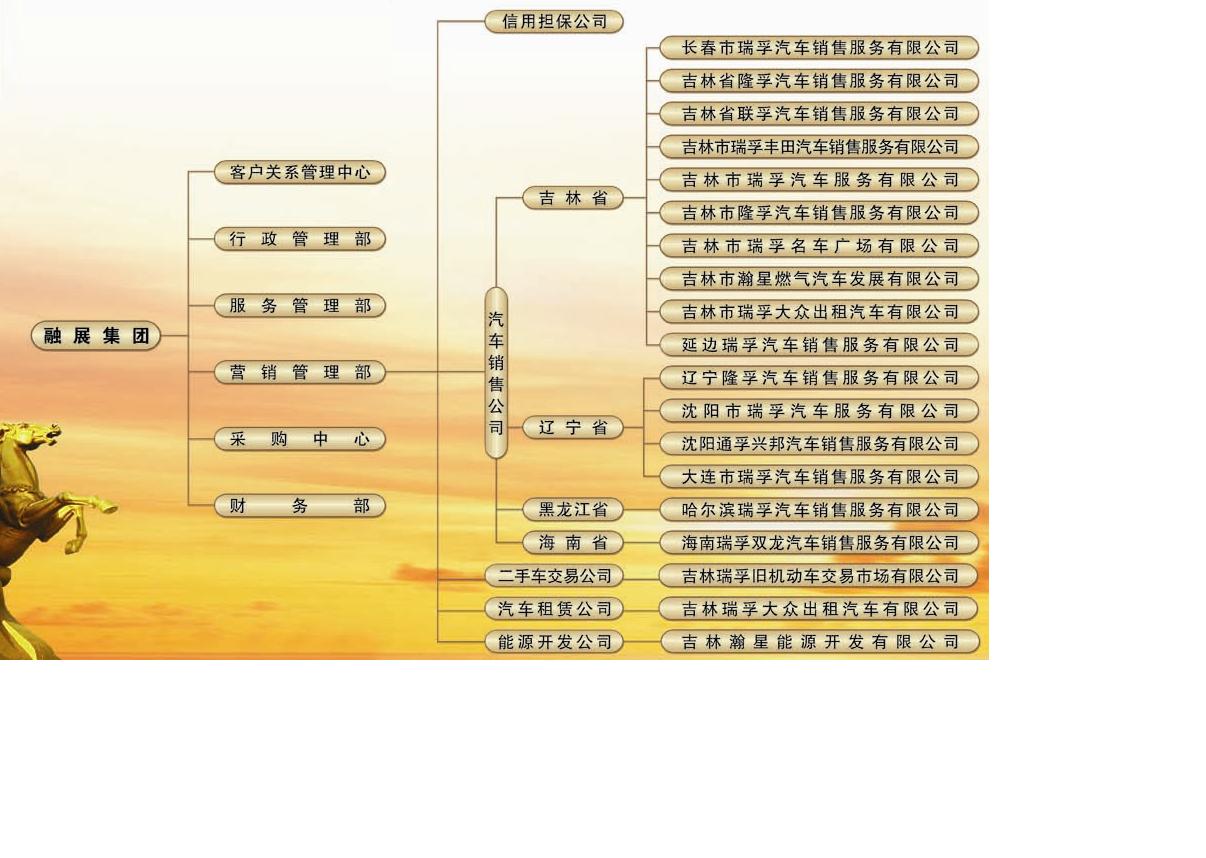 融展集团
客户关系管理中心
行政管理部
服务管理部
营销管理部
采购中心
财务部
信用担保公司
汽车销售公司
吉林省
长春市瑞孚汽车销售服务有限公司
吉林省隆孚汽车销售服务有限公司
吉林省联孚汽车销售服务有限公司
吉林市瑞孚丰田汽车销售服务有限公司
吉林市瑞孚汽车服务有限公司
吉林市隆孚汽车销售服务有限公司
吉林市瑞孚名车广场有限公司
吉林市瀚星燃气汽车发展有限公司
吉林市瑞孚大众出租汽车有限公司
延边瑞孚汽车销售服务有限公司
辽宁省
辽宁隆孚汽车销售服务有限公司
沈阳市瑞孚汽车服务有限公司
沈阳通孚兴邦汽车销售服务有限公司
大连市瑞孚汽车销售服务有限公司
黑龙江省
哈尔滨瑞孚汽车销售服务有限公司
海南省
海南瑞孚双龙汽车销售服务有限公司
二手车交易公司
吉林瑞孚旧机动车交易市场有限公司
汽车租赁公司
吉林瑞孚大众出租汽车有限公司
能源开发公司
吉林瀚星能源开发有限公司